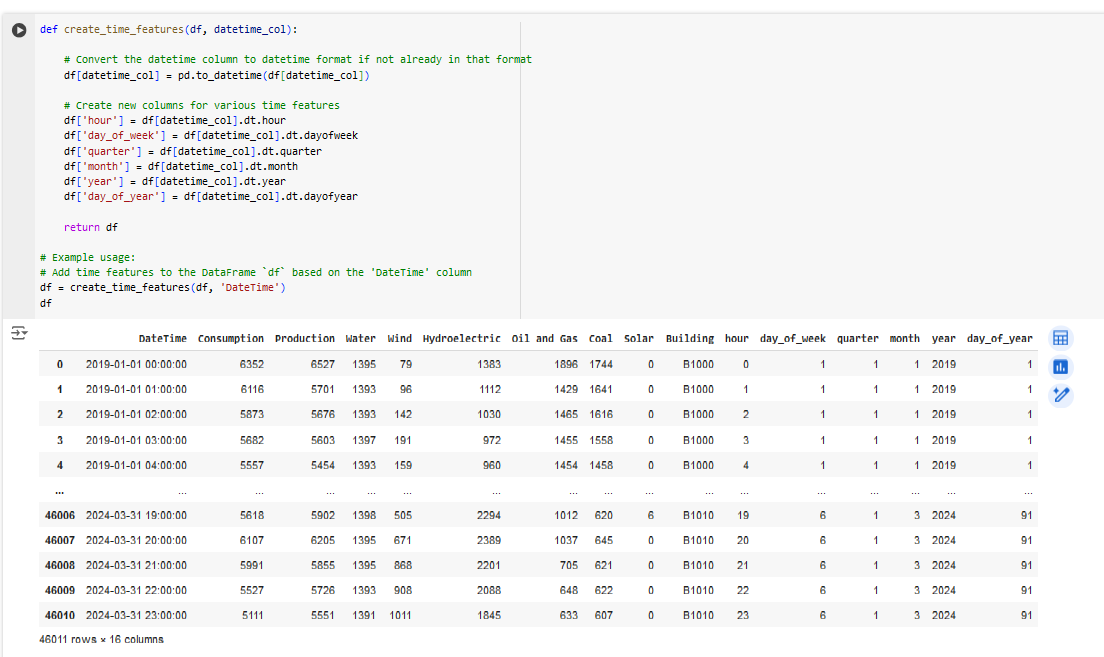 def create_time_features(df, datetime_col):
# Convert the datetime column to datetime format if not already in that format
df[datetime_col] = pd.to_datetime(df[datetime_col])
# Create new columns for various time features
df['hour'] = df[datetime_col].dt.hour
df['day_of_week'] = df[datetime_col].dt.dayofweek
df['quarter'] = df[datetime_col].dt.quarter
df['month'] = df[datetime_col].dt.month
df['year'] = df[datetime_col].dt.year
df['day_of_year'] = df[datetime_col].dt.dayofyear
return df
# Example usage:
# Add time features to the DataFrame `df` based on the 'DateTime' column
df = create_time_features(df, 'DateTime')
df
DateTime Consumption Production Water Wind Hydroelectric Oil and Gas Coal Solar Building hour day_of_week quarter month year day_of_year
0 2019-01-01 00:00:00 6352 6527 1395 79 1383 1896 1744 0 B1000 0 1 1 1 2019 1
1 2019-01-01 01:00:00 6116 5701 1393 96 1112 1429 1641 0 B1000 1 1 1 1 2019 1
2 2019-01-01 02:00:00 5873 5676 1393 142 1030 1465 1616 0 B1000 2 1 1 1 2019 1
3 2019-01-01 03:00:00 5682 5603 1397 191 972 1455 1558 0 B1000 3 1 1 1 2019 1
4 2019-01-01 04:00:00 5557 5454 1393 159 960 1454 1458 0 B1000 4 1 1 1 2019 1
... ... ... ... ... ... ... ... ... ... ... ... ... ... ... ... ...
46006 2024-03-31 19:00:00 5618 5902 1398 505 2294 1012 620 6 B1010 19 6 1 3 2024 91
46007 2024-03-31 20:00:00 6107 6205 1395 671 2389 1037 645 0 B1010 20 6 1 3 2024 91
46008 2024-03-31 21:00:00 5991 5855 1395 868 2201 705 621 0 B1010 21 6 1 3 2024 91
46009 2024-03-31 22:00:00 5527 5726 1393 908 2088 648 622 0 B1010 22 6 1 3 2024 91
46010 2024-03-31 23:00:00 5111 5551 1391 1011 1845 633 607 0 B1010 23 6 1 3 2024 91
46011 rows × 16 columns